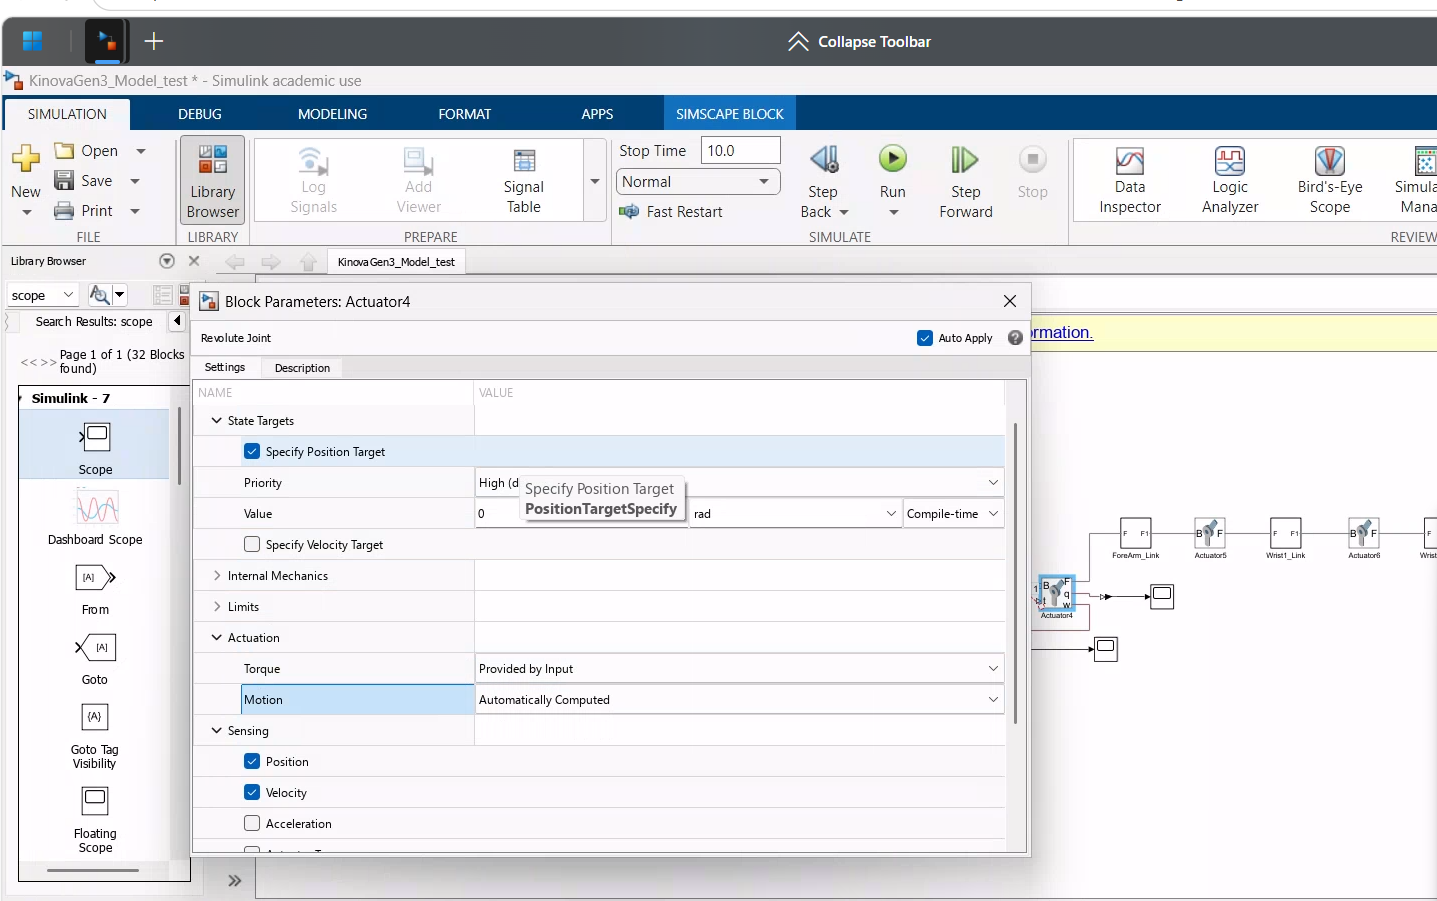 Collapse Toolbar
KinovaGen3_Model_test * - Simulink academic use
SIMULATION DEBUG MODELING FORMAT APPS SIMSCAPE BLOCK
New
Open
Save
Print
FILE
Library Browser
LIBRARY
Log Signals
Add Viewer
Signal Table
PREPARE
Stop Time 10.0
Normal
Fast Restart
Step Back
Run
Step Forward
Stop
SIMULATE
Data Inspector
Logic Analyzer
Bird's-Eye Scope
REVIEW
Library Browser
KinovaGen3_Model_test
scope
Search Results: scope
<< >> Page 1 of 1 (32 Blocks found)
Simulink - 7
Scope
Dashboard Scope
[A]
From
[A]
Goto
{A}
Goto Tag Visibility
Floating Scope
Block Parameters: Actuator4
Revolute Joint
Auto Apply
Settings Description
NAME VALUE
State Targets
Specify Position Target
Priority High (d
Specify Position Target
PositionTargetSpecify
Value 0 rad Compile-time
Specify Velocity Target
Internal Mechanics
Limits
Actuation
Torque Provided by Input
Motion Automatically Computed
Sensing
Position
Velocity
Acceleration
rmation.
F F1
ForeArm_Link
B F
Actuator5
F F1
Wrist1_Link
B F
Actuator6
F
Wrist
B F
q
t w
Actuator4